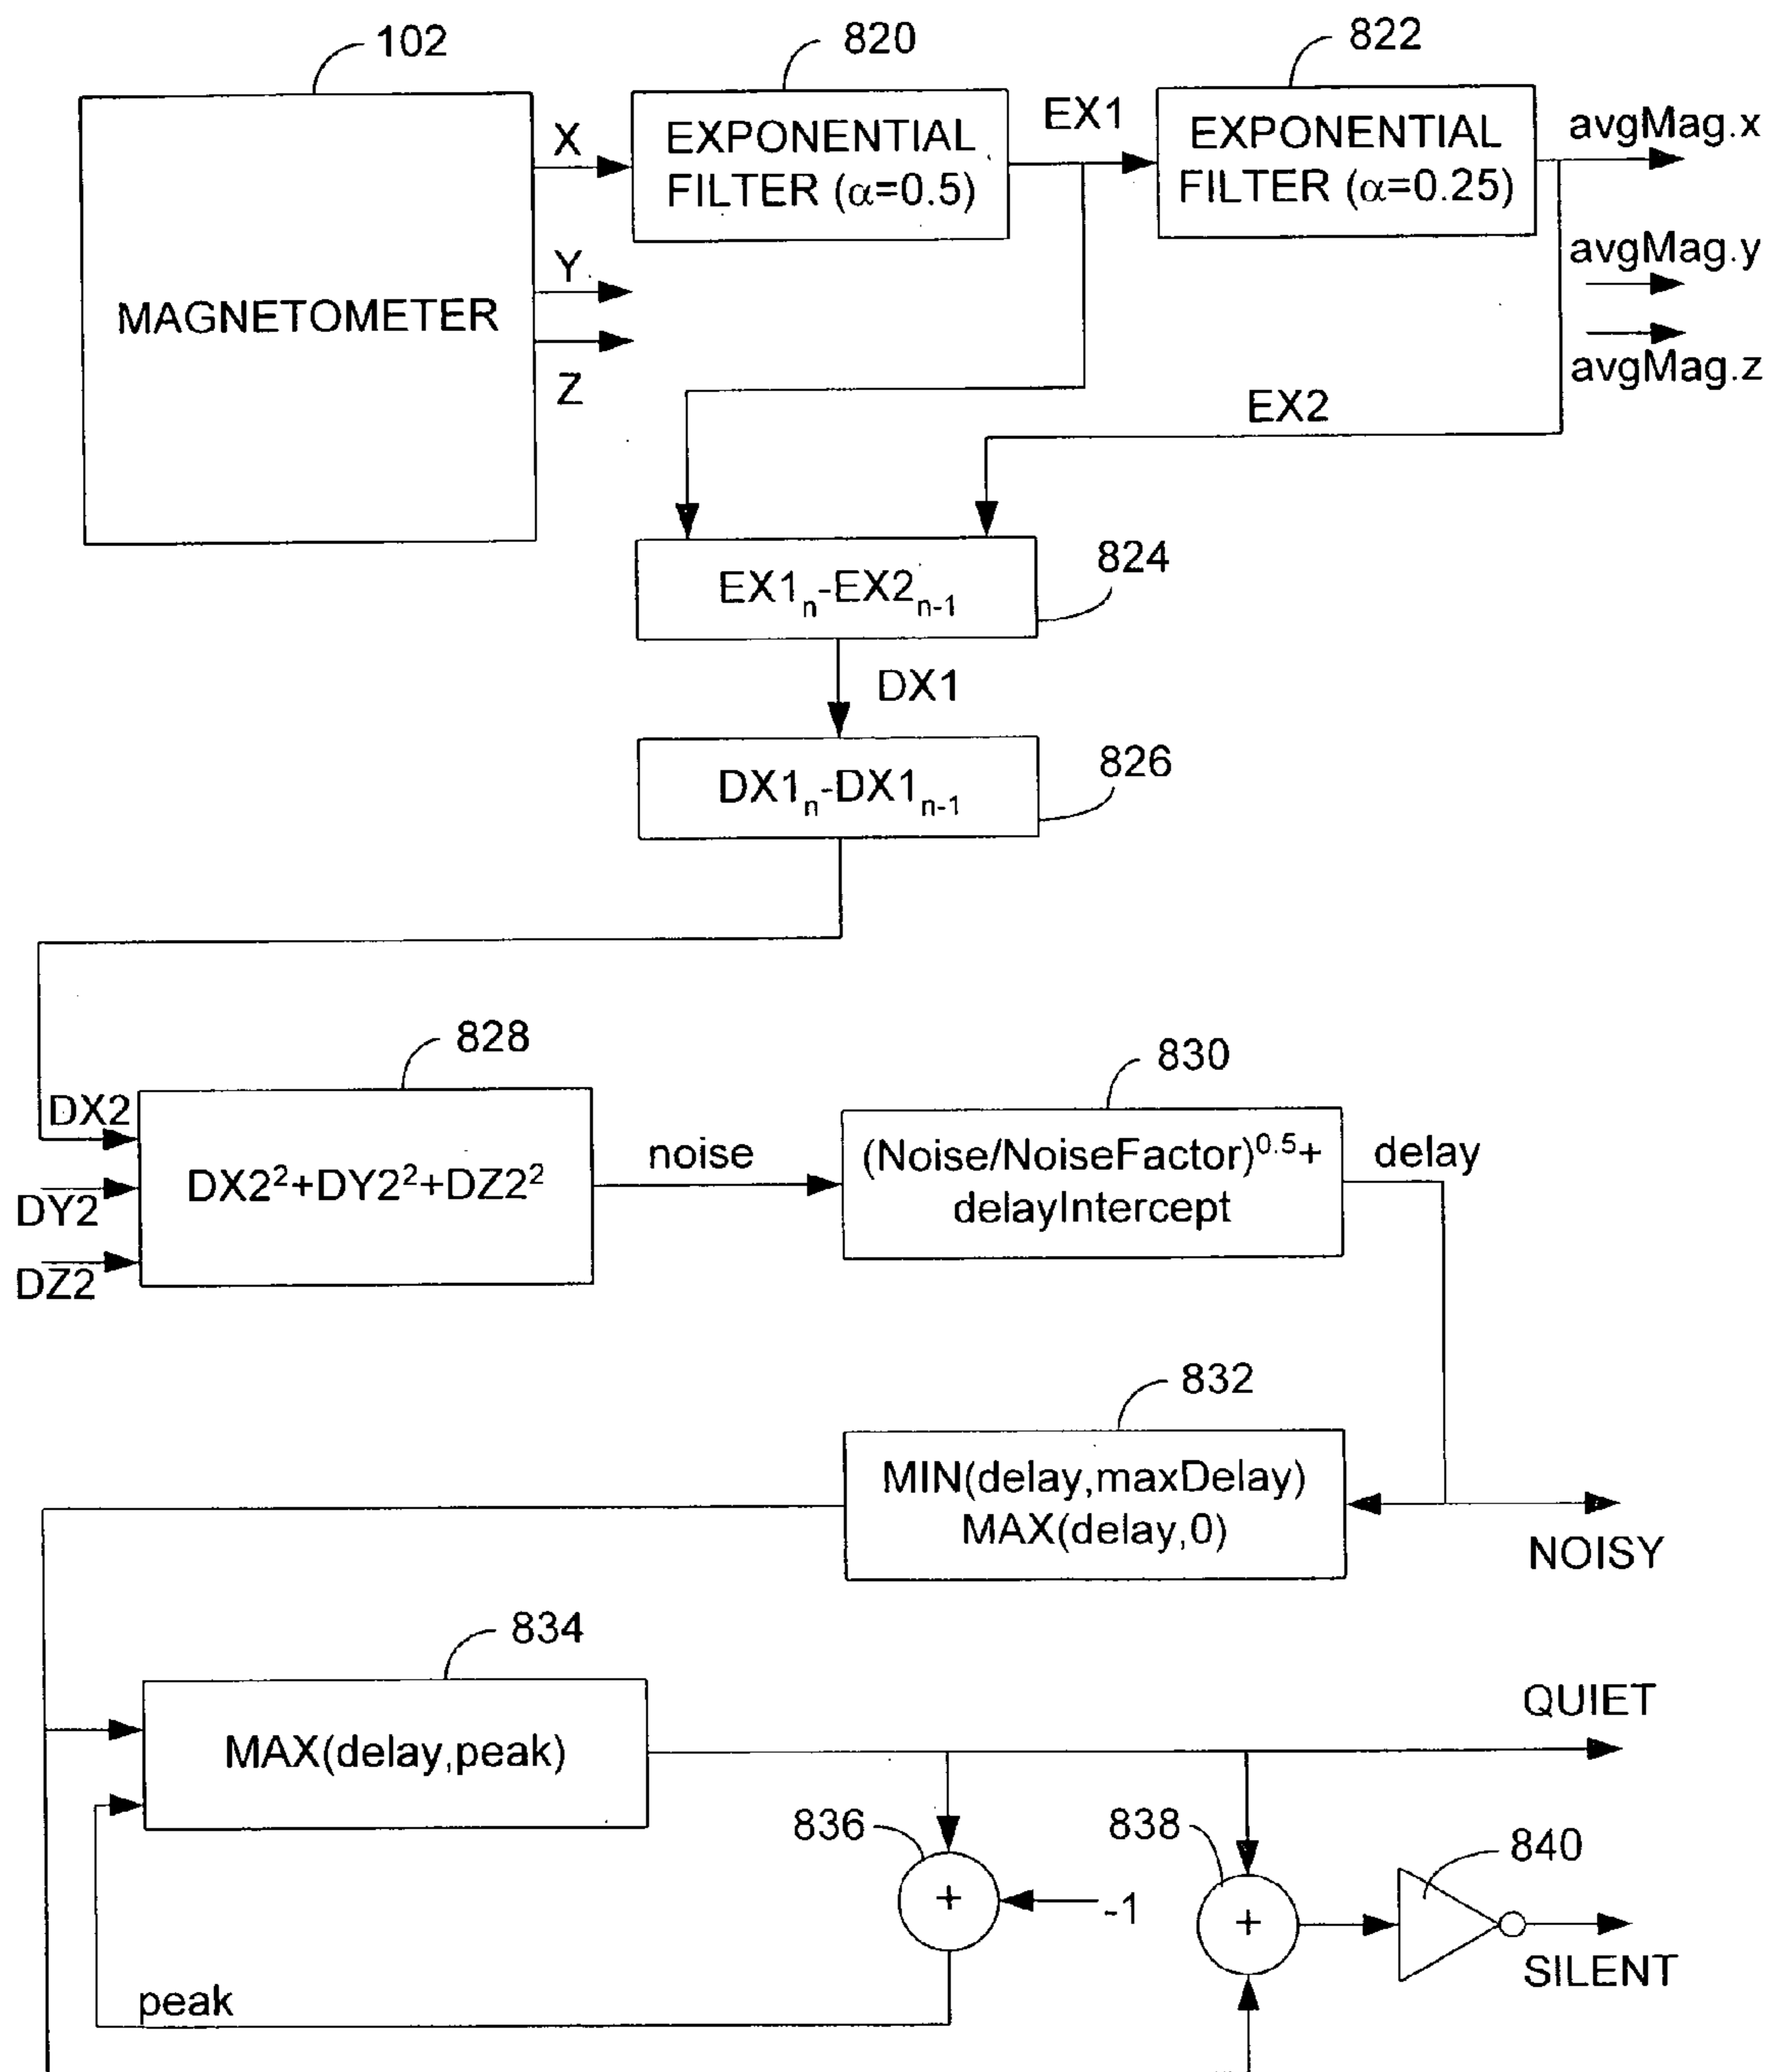 102
820
822
MAGNETOMETER
X
Y
Z
EXPONENTIAL
FILTER (α=0.5)
EX1
EXPONENTIAL
FILTER (α=0.25)
avgMag.x
avgMag.y
avgMag.z
EX2
EX1ₙ-EX2ₙ₋₁
824
DX1
DX1ₙ-DX1ₙ₋₁
826
828
830
DX2
DY2
DZ2
DX2²+DY2²+DZ2²
noise
(Noise/NoiseFactor)⁰·⁵+
delayIntercept
delay
832
MIN(delay,maxDelay)
MAX(delay,0)
NOISY
834
MAX(delay,peak)
QUIET
836
+
-1
838
+
840
SILENT
peak